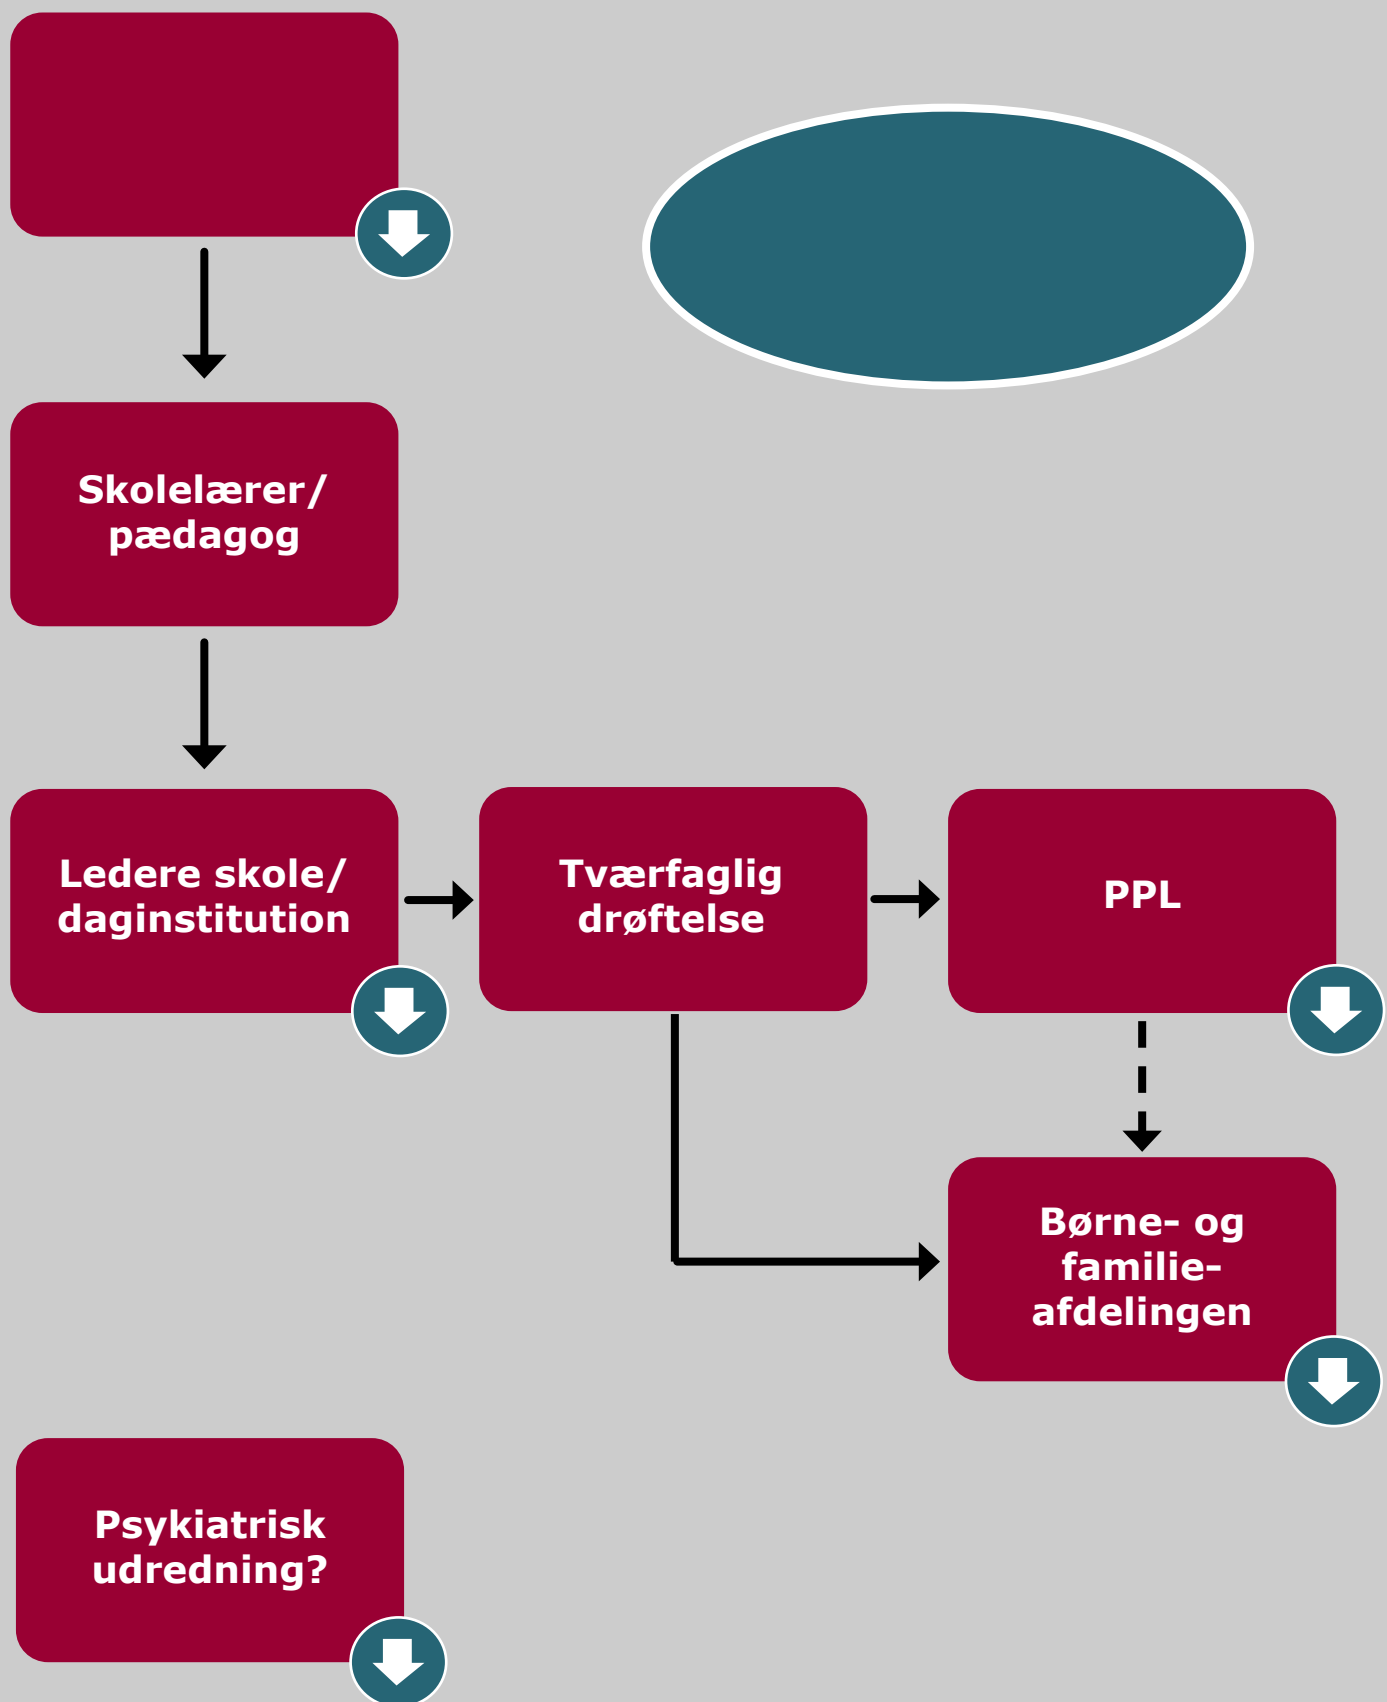 Skolelærer/
pædagog
Ledere skole/
daginstitution
Tværfaglig
drøftelse
PPL
Børne- og
familie-
afdelingen
Psykiatrisk
udredning?